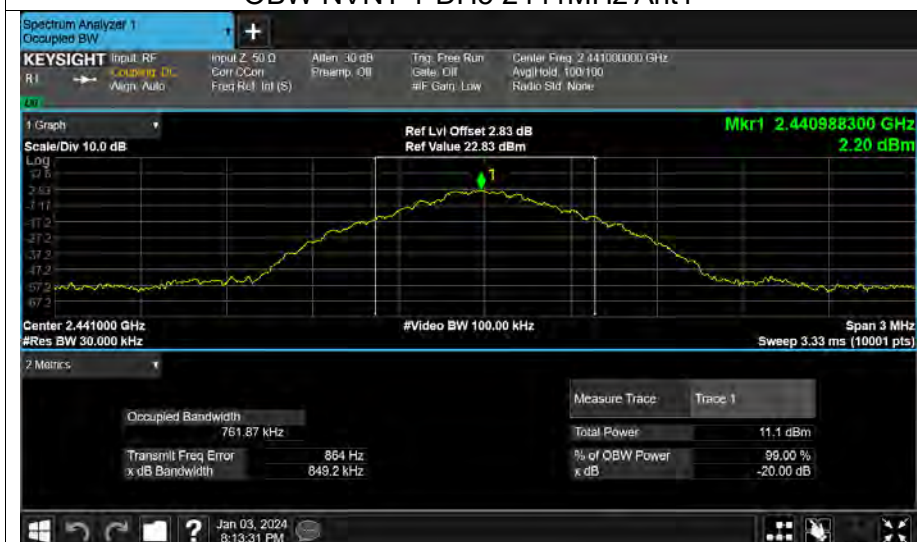 OBW NVNT 1-DH5 2441MHz Ant1
Spectrum Analyzer 1
Occupied BW
+
KEYSIGHT Input: RF Input Z: 50 Ω Atten: 30 dB Trig: Free Run Center Freq: 2.441000000 GHz
R L Coupling: DC Corr CCorr Preamp: Off Gate: Off Avg|Hold: 100/100
Align: Auto Freq Ref: Int (S) #IF Gain: Low Radio Std: None
1 Graph Ref Lvl Offset 2.83 dB Mkr1 2.440988300 GHz
Scale/Div 10.0 dB Ref Value 22.83 dBm 2.20 dBm
Log
1
2.83
-7.17
-17.2
-27.2
-37.2
-47.2
-57.2
-67.2
Center 2.441000 GHz #Video BW 100.00 kHz Span 3 MHz
#Res BW 30.000 kHz Sweep 3.33 ms (10001 pts)
2 Metrics
Measure Trace Trace 1
Occupied Bandwidth
761.87 kHz Total Power 11.1 dBm
Transmit Freq Error 864 Hz % of OBW Power 99.00 %
x dB Bandwidth 849.2 kHz x dB -20.00 dB
? Jan 03, 2024
8:13:31 PM